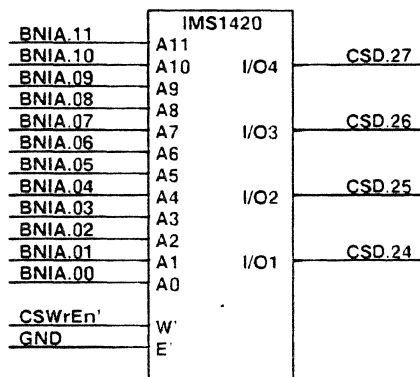 IMS1420
BNIA.11 A11
BNIA.10 A10 I/O4 CSD.27
BNIA.09 A9
BNIA.08 A8
BNIA.07 A7 I/O3 CSD.26
BNIA.06 A6
BNIA.05 A5
BNIA.04 A4 I/O2 CSD.25
BNIA.03 A3
BNIA.02 A2
BNIA.01 A1 I/O1 CSD.24
BNIA.00 A0
CSWrEn' W'
GND E'